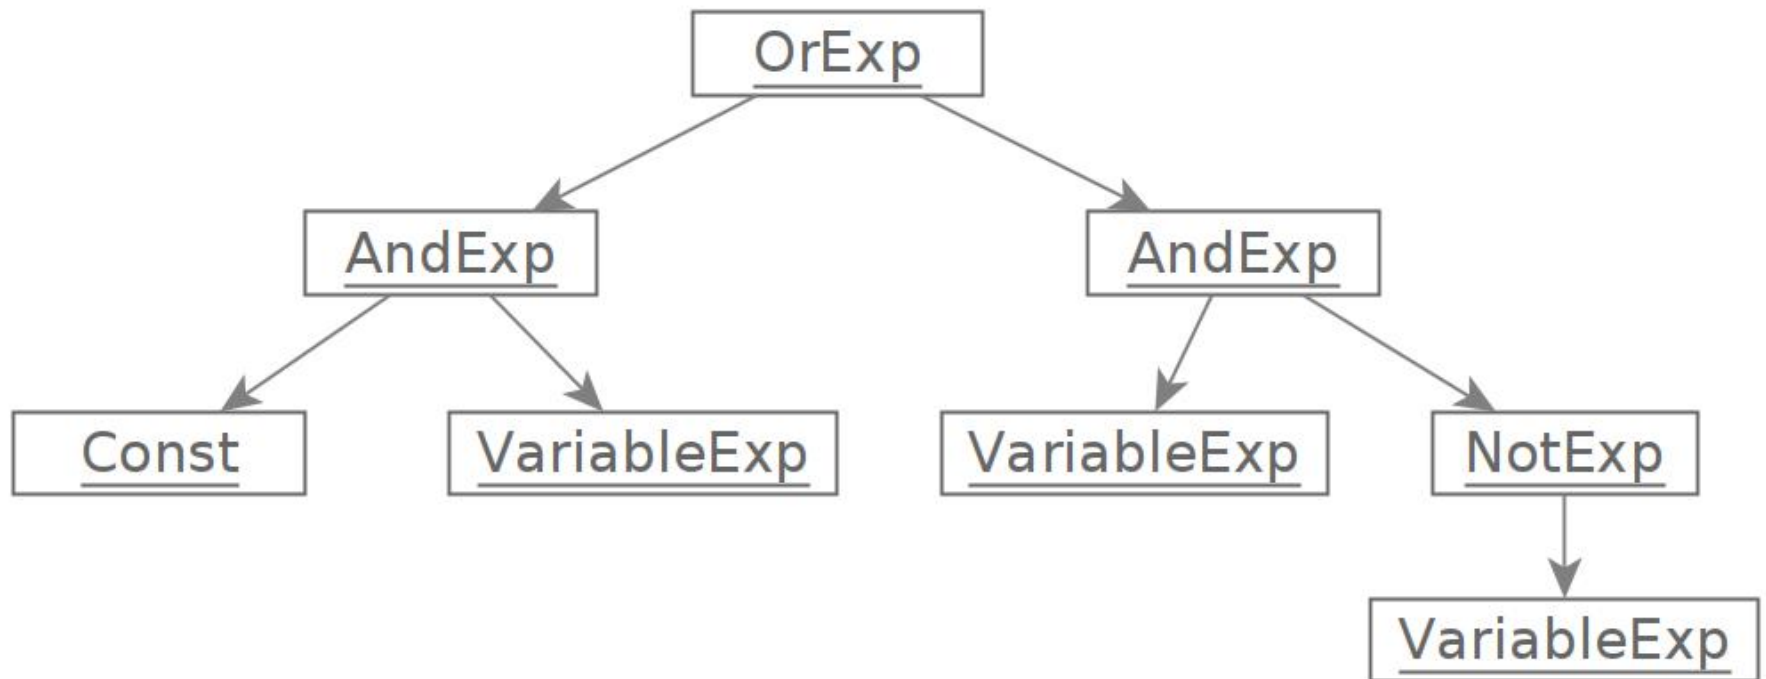 OrExp
AndExp
AndExp
Const
VariableExp
VariableExp
NotExp
VariableExp